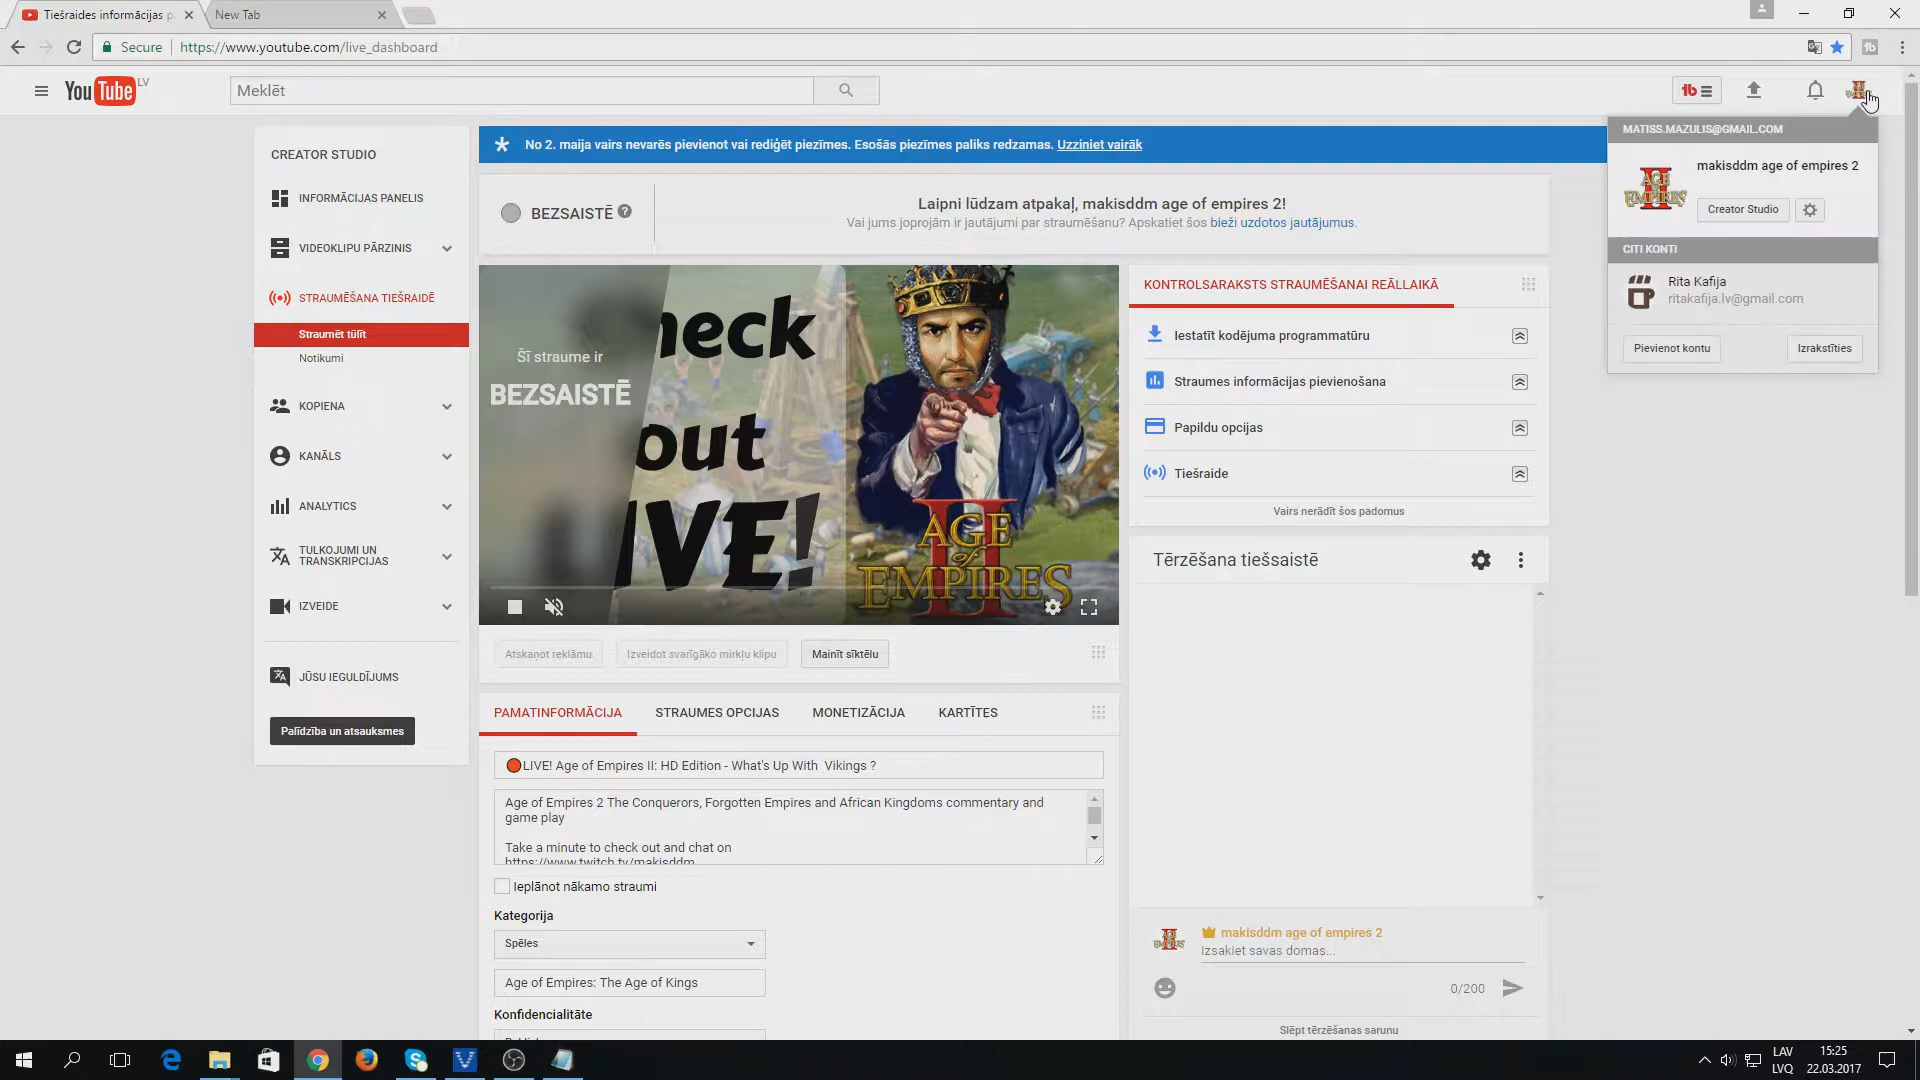 Tiešraides informācijas p
New Tab
Secure
https://www.youtube.com/live_dashboard
YouTube LV
Meklēt
MATISS.MAZULIS@GMAIL.COM
makisddm age of empires 2
Creator Studio
CITI KONTI
Rita Kafija
ritakafija.lv@gmail.com
Pievienot kontu
Izrakstīties
CREATOR STUDIO
INFORMĀCIJAS PANELIS
VIDEOKLIPU PĀRZINIS
STRAUMĒŠANA TIEŠRAIDĒ
Straumēt tūlīt
Notikumi
KOPIENA
KANĀLS
ANALYTICS
TULKOJUMI UN
TRANSKRIPCIJAS
IZVEIDE
JŪSU IEGULDĪJUMS
Palīdzība un atsauksmes
No 2. maija vairs nevarēs pievienot vai rediģēt piezīmes. Esošās piezīmes paliks redzamas. Uzziniet vairāk
BEZSAISTĒ
Laipni lūdzam atpakaļ, makisddm age of empires 2!
Vai jums joprojām ir jautājumi par straumēšanu? Apskatiet šos bieži uzdotos jautājumus.
Šī straume ir
BEZSAISTĒ
heck
out
IVE!
AGE
of
EMPIRES
II
Atskaņot reklāmu
Izveidot svarīgāko mirkļu klipu
Mainīt sīktēlu
PAMATINFORMĀCIJA
STRAUMES OPCIJAS
MONETIZĀCIJA
KARTĪTES
LIVE! Age of Empires II: HD Edition - What's Up With  Vikings ?
Age of Empires 2 The Conquerors, Forgotten Empires and African Kingdoms commentary and
game play
Take a minute to check out and chat on
https://www.twitch.tv/makisddm
Ieplānot nākamo straumi
Kategorija
Spēles
Age of Empires: The Age of Kings
Konfidencialitāte
KONTROLSARAKSTS STRAUMĒŠANAI REĀLLAIKĀ
Iestatīt kodējuma programmatūru
Straumes informācijas pievienošana
Papildu opcijas
Tiešraide
Vairs nerādīt šos padomus
Tērzēšana tiešsaistē
makisddm age of empires 2
Izsakiet savas domas...
0/200
Slēpt tērzēšanas sarunu
LAV
LVQ
15:25
22.03.2017